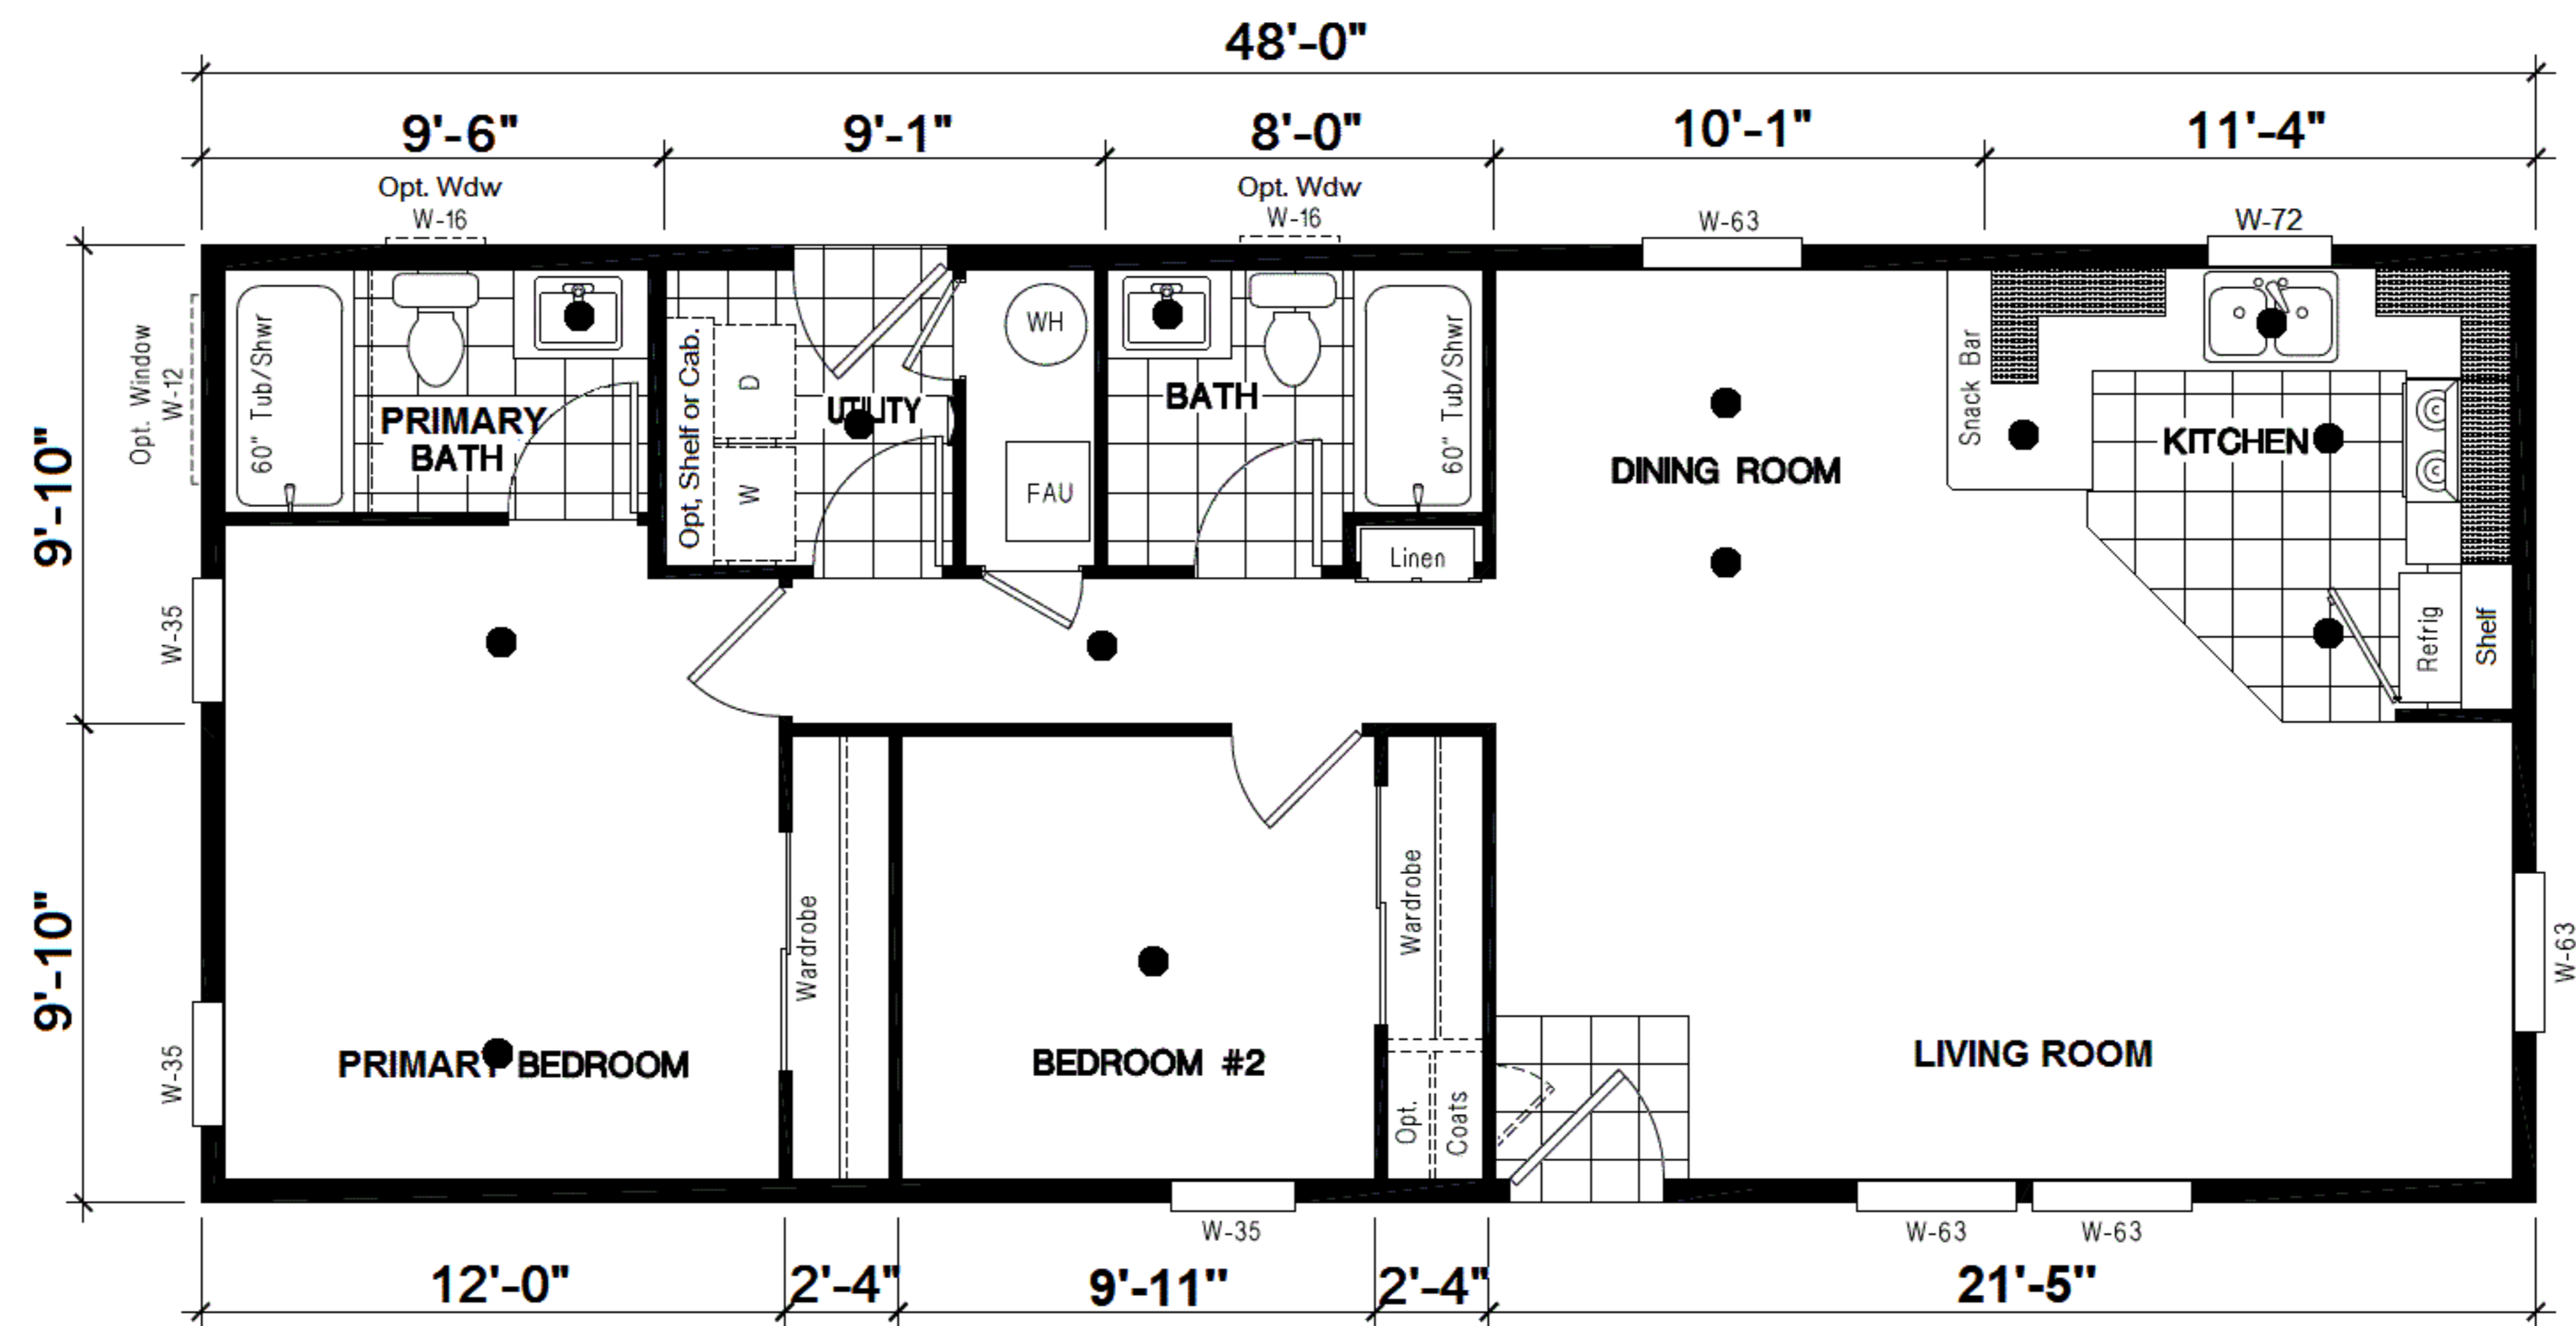 48'-0"
9'-6"
9'-1"
8'-0"
10'-1"
11'-4"
Opt. Wdw
W-16
Opt. Wdw
W-16
W-63
W-72
Opt. Window
W-12
60" Tub/Shwr
PRIMARY
BATH
Opt, Shelf or Cab.
D
W
UTILITY
WH
FAU
BATH
60" Tub/Shwr
Linen
DINING ROOM
Snack Bar
KITCHEN
Refrig
Shelf
9'-10"
9'-10"
W-35
W-35
PRIMARY BEDROOM
Wardrobe
BEDROOM #2
Wardrobe
Opt.
Coats
LIVING ROOM
W-63
W-35
W-63
W-63
12'-0"
2'-4"
9'-11"
2'-4"
21'-5"